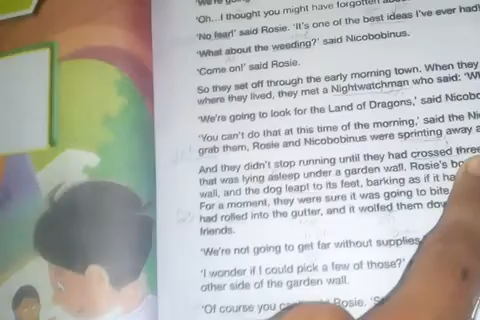 'Oh...I thought you might have forgotten
'No fear!' said Rosie. 'It's one of the best ideas I've ever had
'What about the weeding?' said Nicobobinus.
'Come on!' said Rosie.
So they set off through the early morning town. When they
where they lived, they met a Nightwatchman who said:
'We're going to look for the Land of Dragons,' said
'You can't do that at this time of the morning,' said the
grab them, Rosie and Nicobobinus were sprinting away
And they didn't stop running until they had crossed
that was lying asleep under a garden wall. Rosie's
wall, and the dog leapt to its feet, barking as if it
For a moment, they were sure it was going to bite
had rolled into the gutter, and it wolfed them
friends.
'We're not going to get far without supplies
'I wonder if I could pick a few of those?'
other side of the garden wall.
'Of course you Rosie.